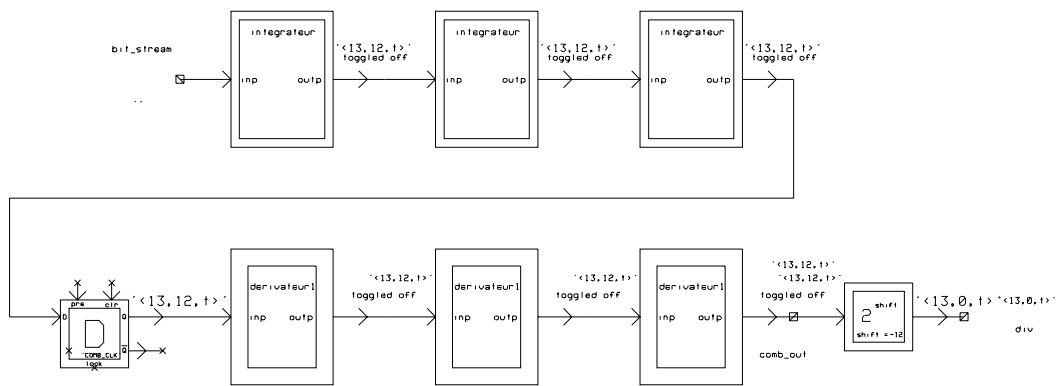 integrateur
integrateur
integrateur
bit_stream
'<13,12,t>'
toggled off
'<13,12,t>'
toggled off
'<13,12,t>'
toggled off
inp outp
inp outp
inp outp
'<13,12,t>'
'<13,12,t>'
'<13,12,t>'
'<13,12,t>'
'<13,12,t>'
pre clr
derivateur1
derivateur1
derivateur1
toggled off
toggled off
toggled off
D Q
D
Q
COMB_CLK
inp outp
inp outp
inp outp
comb_out
shift
2
shift =-12
'<13,0,t>'
'<13,0,t>'
div